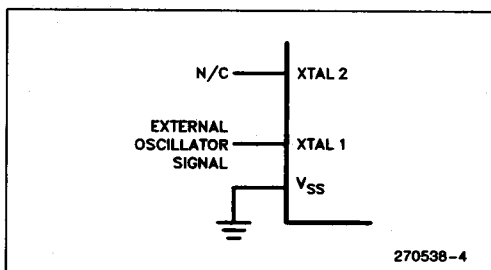 N/C XTAL 2
EXTERNAL
OSCILLATOR XTAL 1
SIGNAL
VSS
270538-4